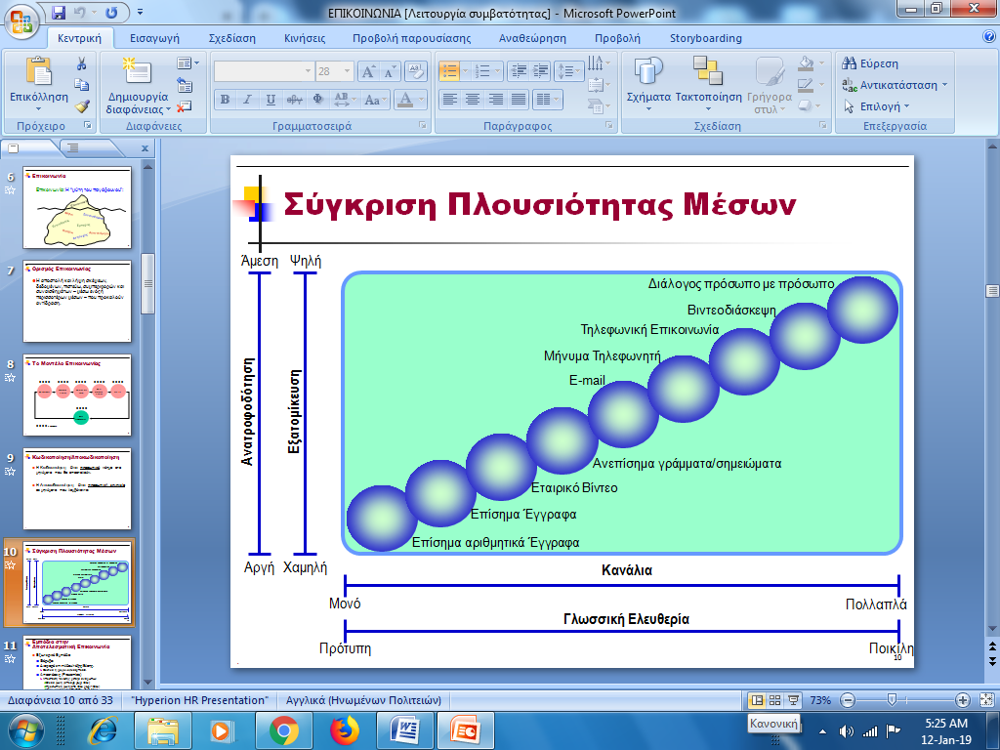 ΕΠΙΚΟΙΝΩΝΙΑ [Λειτουργία συμβατότητας] - Microsoft PowerPoint
Κεντρική Εισαγωγή Σχεδίαση Κινήσεις Προβολή παρουσίασης Αναθεώρηση Προβολή Storyboarding
Επικόλληση
Δημιουργία διαφάνειας
28
Σχήματα Τακτοποίηση Γρήγορα στυλ
Εύρεση
Αντικατάσταση
Επιλογή
Πρόχειρο Διαφάνειες Γραμματοσειρά Παράγραφος Σχεδίαση Επεξεργασία
6
Επικοινωνία
7
Ορισμός Επικοινωνίας
8
Το Μοντέλο Επικοινωνίας
9
Κωδικοποίηση/Αποκωδικοποίηση
10
Σύγκριση Πλουσιότητας Μέσων
11
Εμπόδια στην
Αποτελεσματική Επικοινωνία
Σύγκριση Πλουσιότητας Μέσων
Άμεση Ψηλή
Διάλογος πρόσωπο με πρόσωπο
Βιντεοδιάσκεψη
Τηλεφωνική Επικοινωνία
Μήνυμα Τηλεφωνητή
E-mail
Ανατροφοδότηση
Εξατομίκευση
Ανεπίσημα γράμματα/σημειώματα
Εταιρικό Βίντεο
Επίσημα Έγγραφα
Επίσημα αριθμητικά Έγγραφα
Αργή Χαμηλή
Κανάλια
Μονό Πολλαπλά
Γλωσσική Ελευθερία
Πρότυπη Ποικίλη
10
Διαφάνεια 10 από 33 "Hyperion HR Presentation" Αγγλικά (Ηνωμένων Πολιτειών) 73%
Κανονική
5:25 AM
12-Jan-19